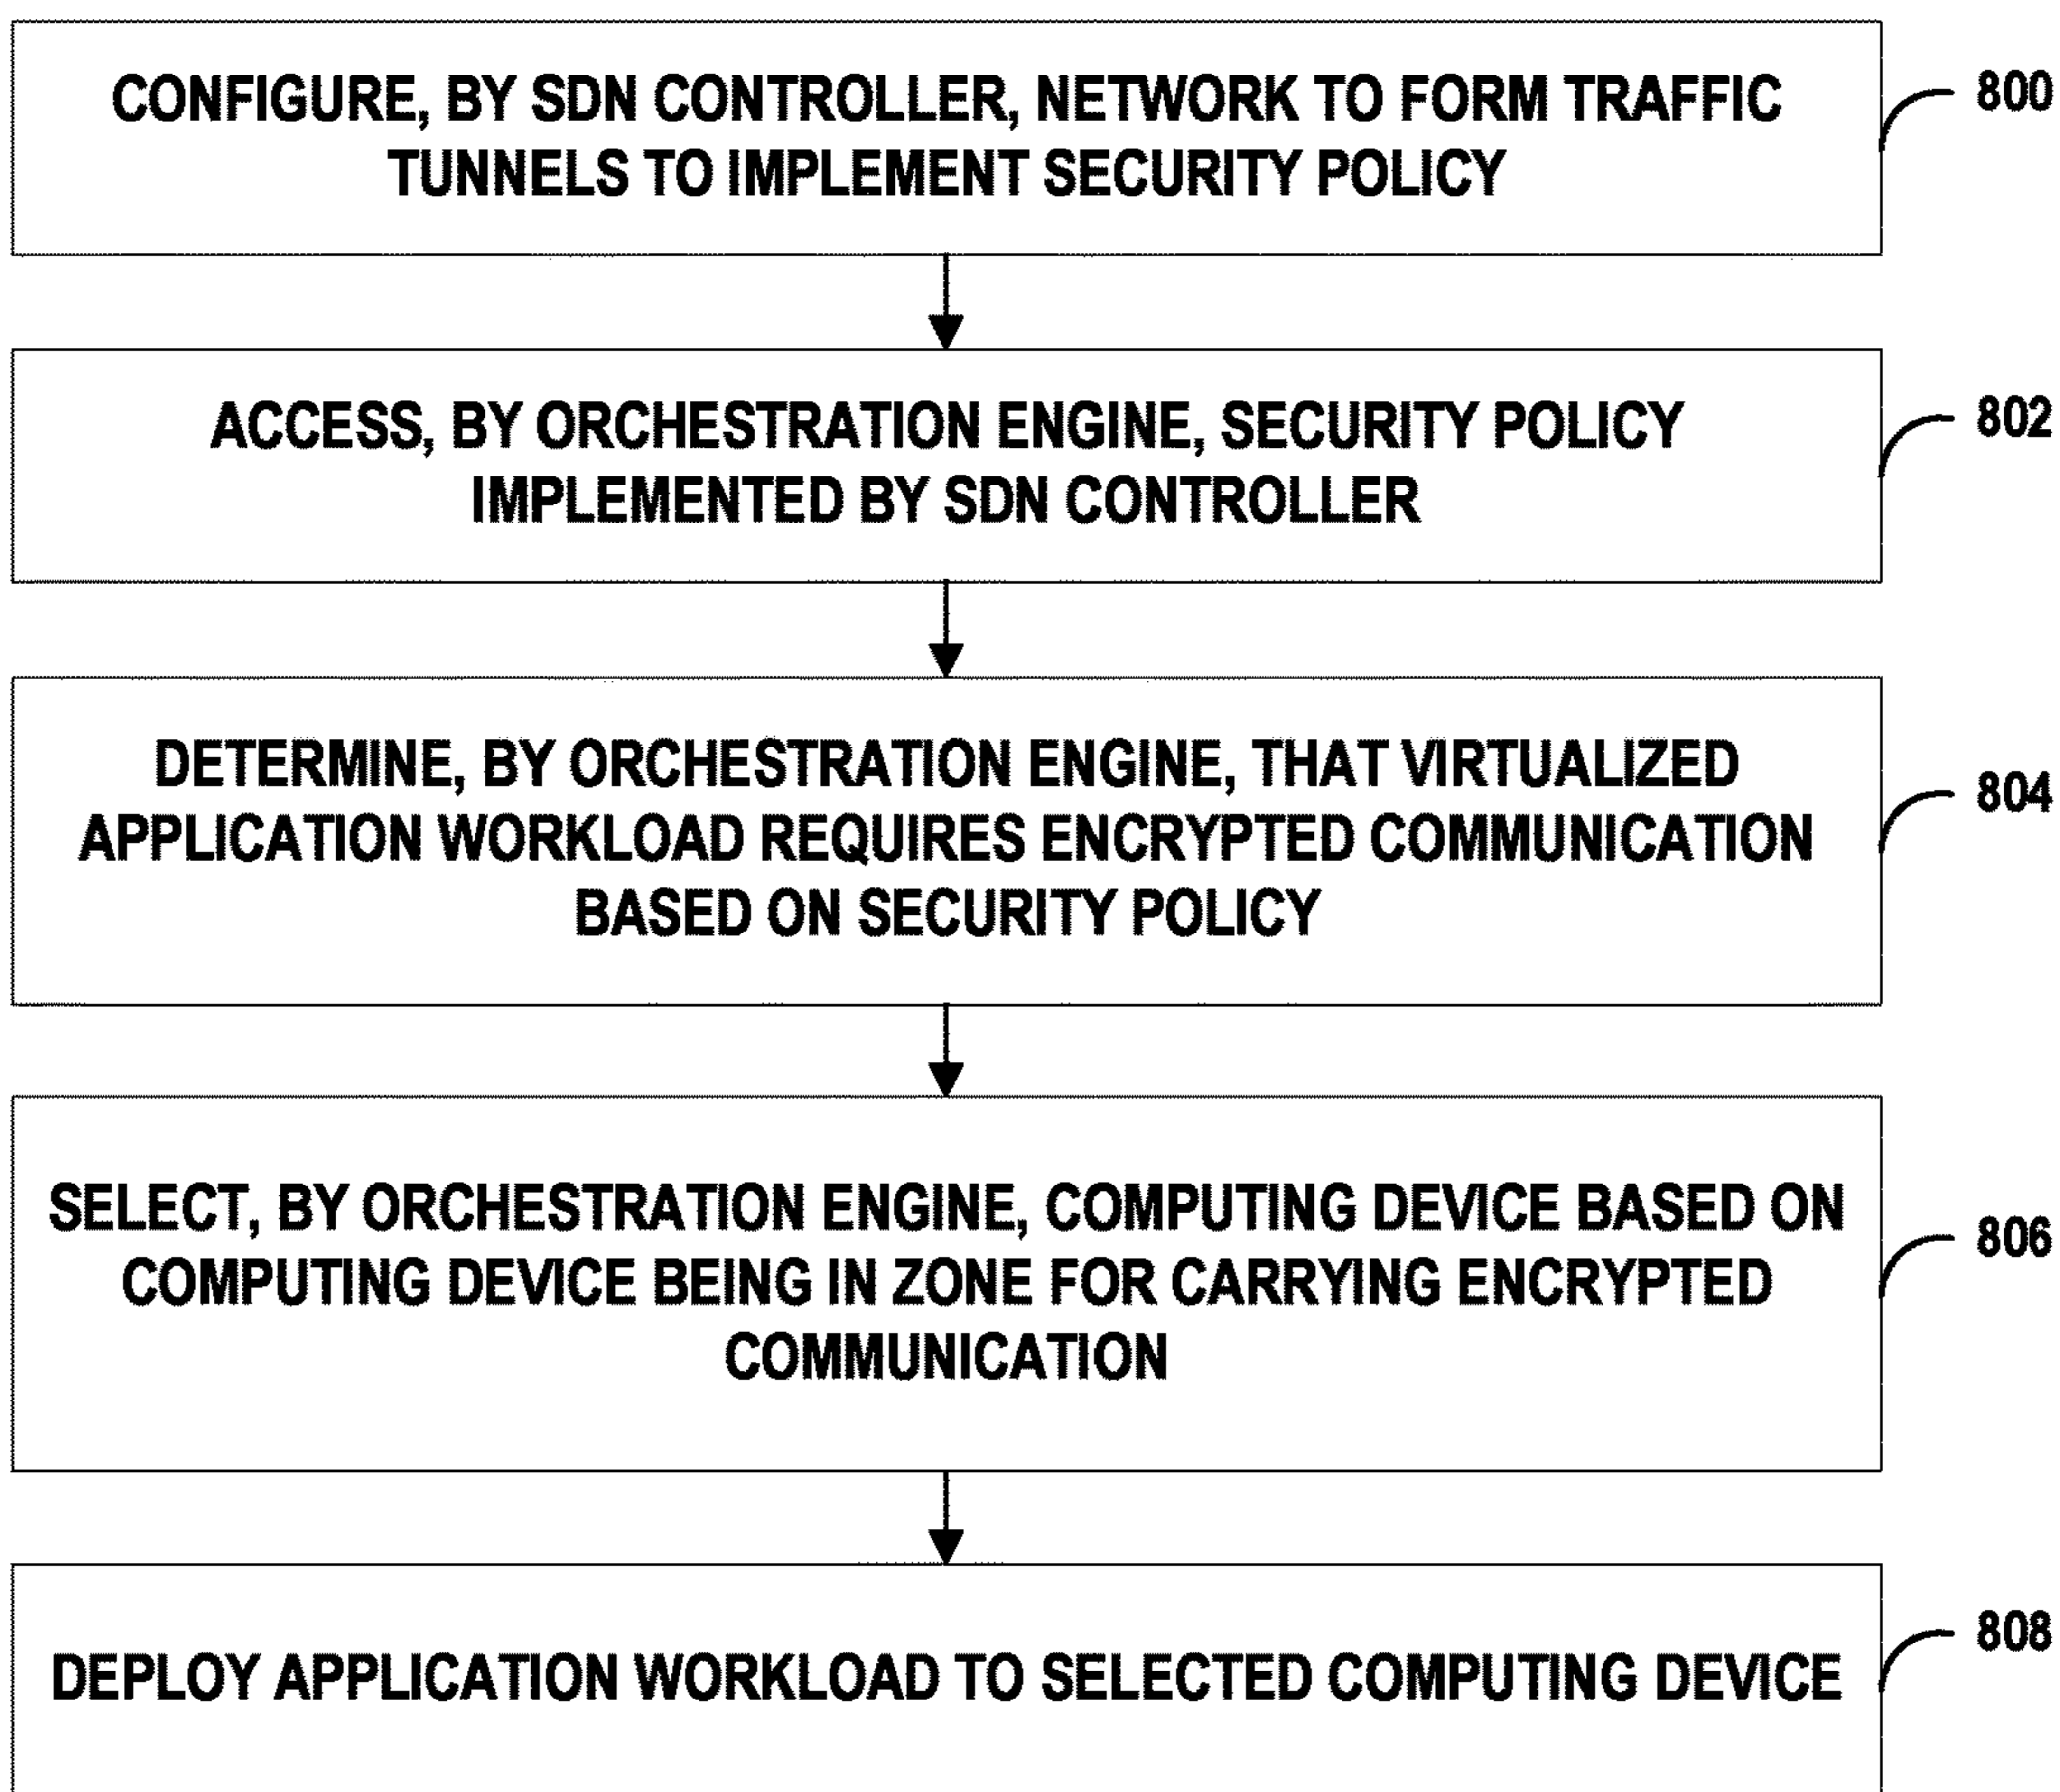 CONFIGURE, BY SDN CONTROLLER, NETWORK TO FORM TRAFFIC
TUNNELS TO IMPLEMENT SECURITY POLICY
800
ACCESS, BY ORCHESTRATION ENGINE, SECURITY POLICY
IMPLEMENTED BY SDN CONTROLLER
802
DETERMINE, BY ORCHESTRATION ENGINE, THAT VIRTUALIZED
APPLICATION WORKLOAD REQUIRES ENCRYPTED COMMUNICATION
BASED ON SECURITY POLICY
804
SELECT, BY ORCHESTRATION ENGINE, COMPUTING DEVICE BASED ON
COMPUTING DEVICE BEING IN ZONE FOR CARRYING ENCRYPTED
COMMUNICATION
806
DEPLOY APPLICATION WORKLOAD TO SELECTED COMPUTING DEVICE
808